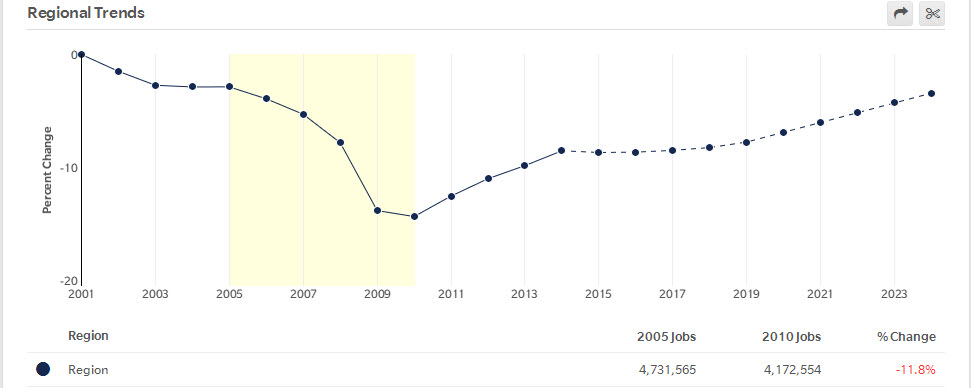 Regional Trends
0
-10
-20
Percent Change
2001 2003 2005 2007 2009 2011 2013 2015 2017 2019 2021 2023
Region 2005 Jobs 2010 Jobs % Change
Region 4,731,565 4,172,554 -11.8%